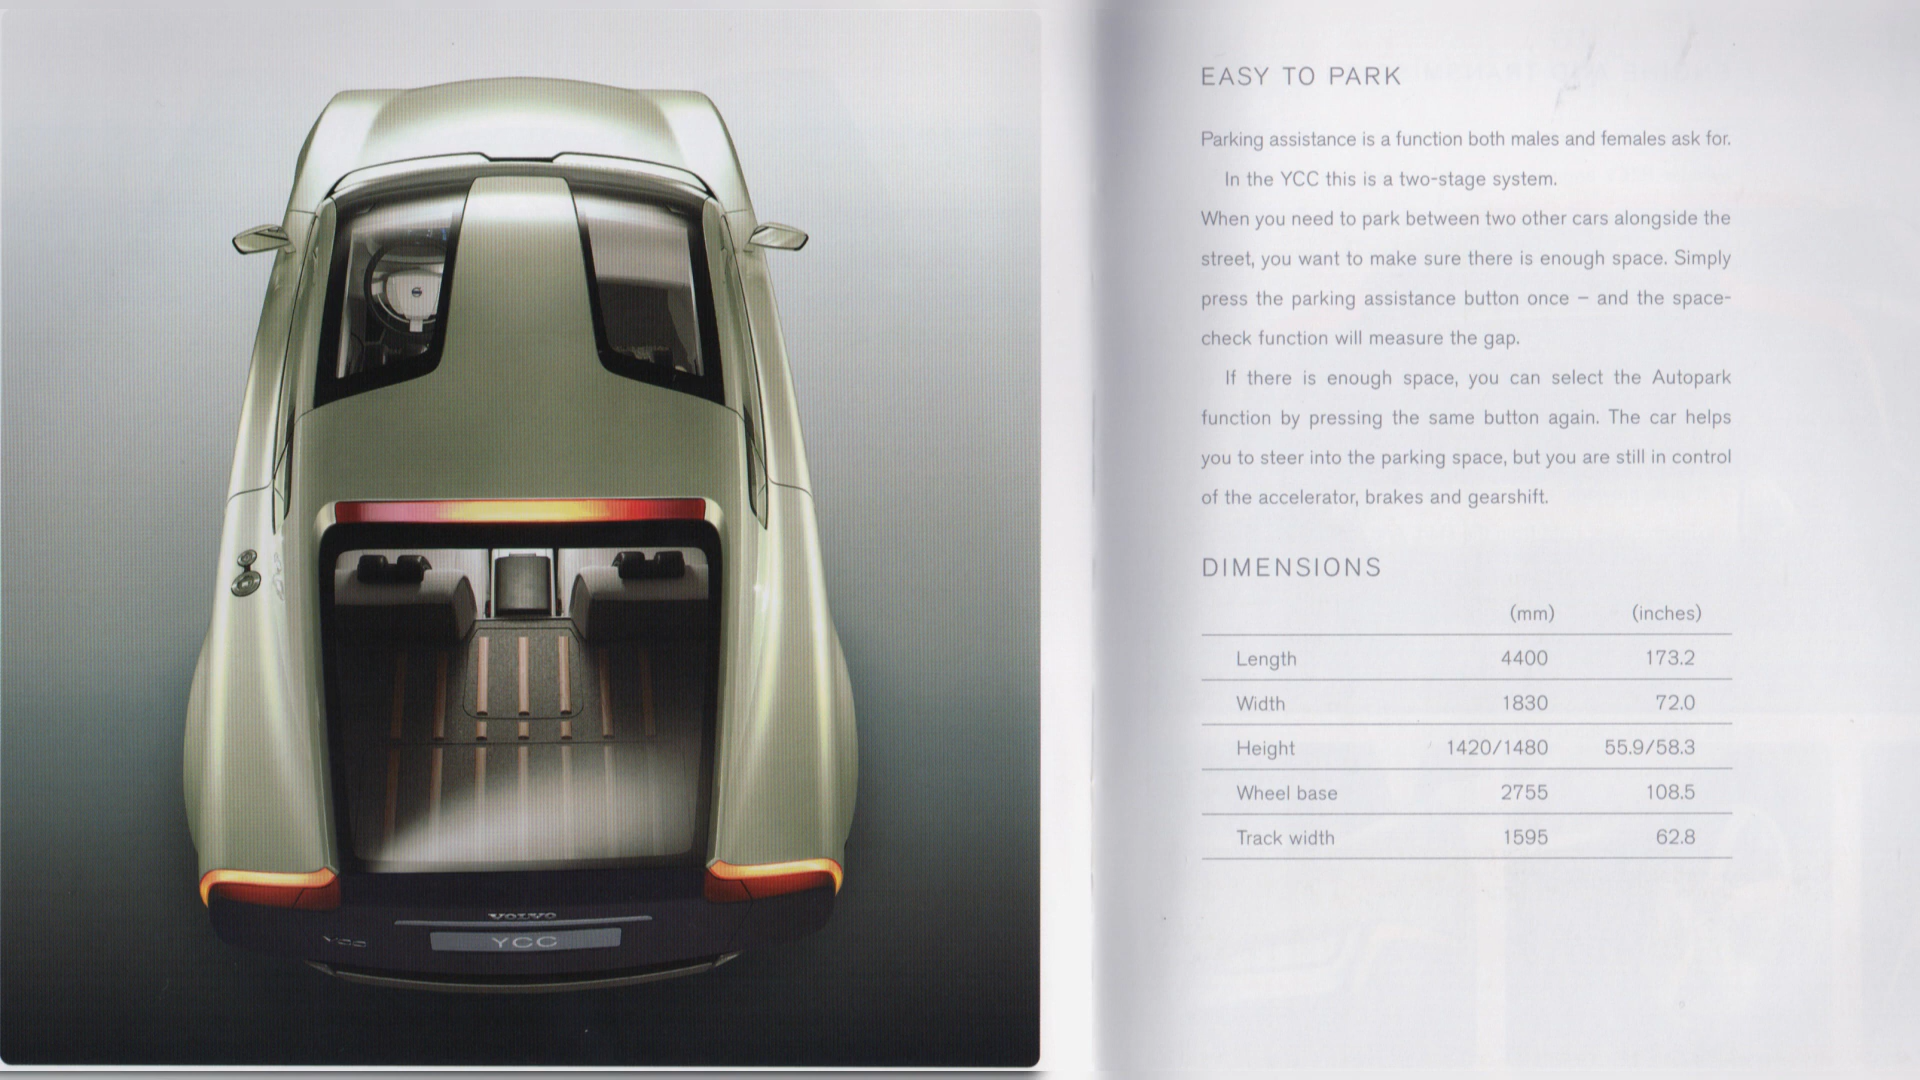 VOLVO
YCC
YCC
EASY TO PARK
Parking assistance is a function both males and females ask for.
In the YCC this is a two-stage system.
When you need to park between two other cars alongside the
street, you want to make sure there is enough space. Simply
press the parking assistance button once – and the space-
check function will measure the gap.
If there is enough space, you can select the Autopark
function by pressing the same button again. The car helps
you to steer into the parking space, but you are still in control
of the accelerator, brakes and gearshift.
DIMENSIONS
(mm) (inches)
Length 4400 173.2
Width 1830 72.0
Height 1420/1480 55.9/58.3
Wheel base 2755 108.5
Track width 1595 62.8